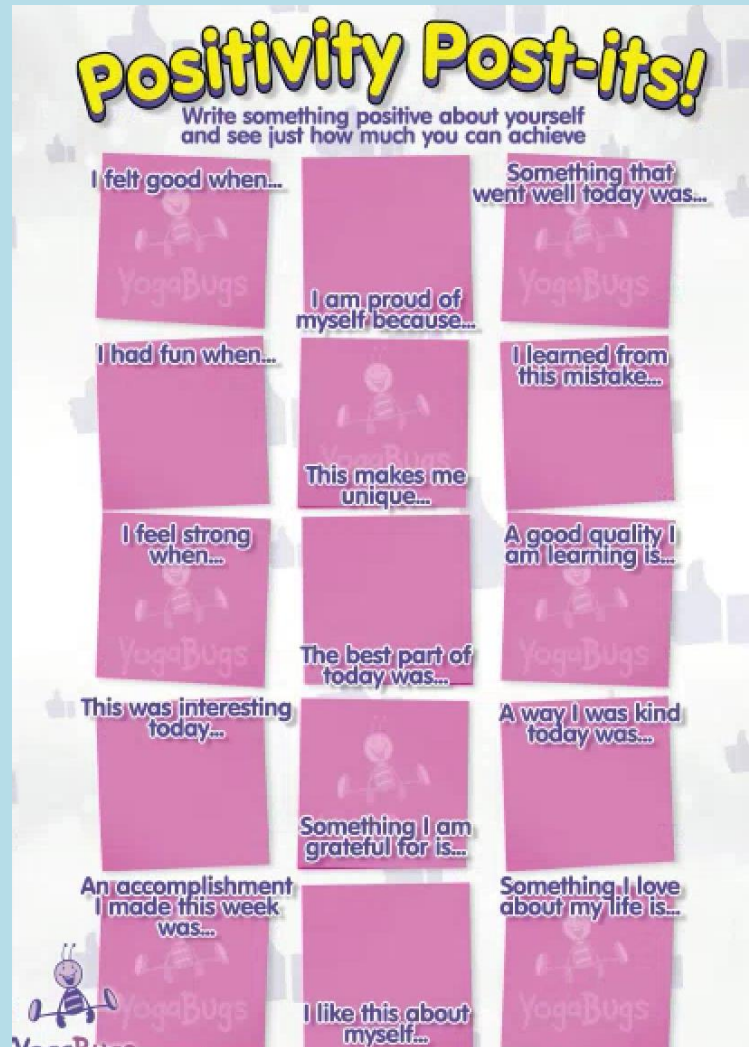 Positivity Post-its!
Write something positive about yourself
and see just how much you can achieve
I felt good when...
YogaBugs
I am proud of
myself because...
Something that
went well today was...
YogaBugs
I had fun when...
YogaBugs
This makes me
unique...
I learned from
this mistake...
I feel strong
when...
YogaBugs
The best part of
today was...
A good quality I
am learning is...
YogaBugs
This was interesting
today...
Something I am
grateful for is...
A way I was kind
today was...
An accomplishment
I made this week
was...
YogaBugs
I like this about
myself...
Something I love
about my life is...
YogaBugs
YogaBugs